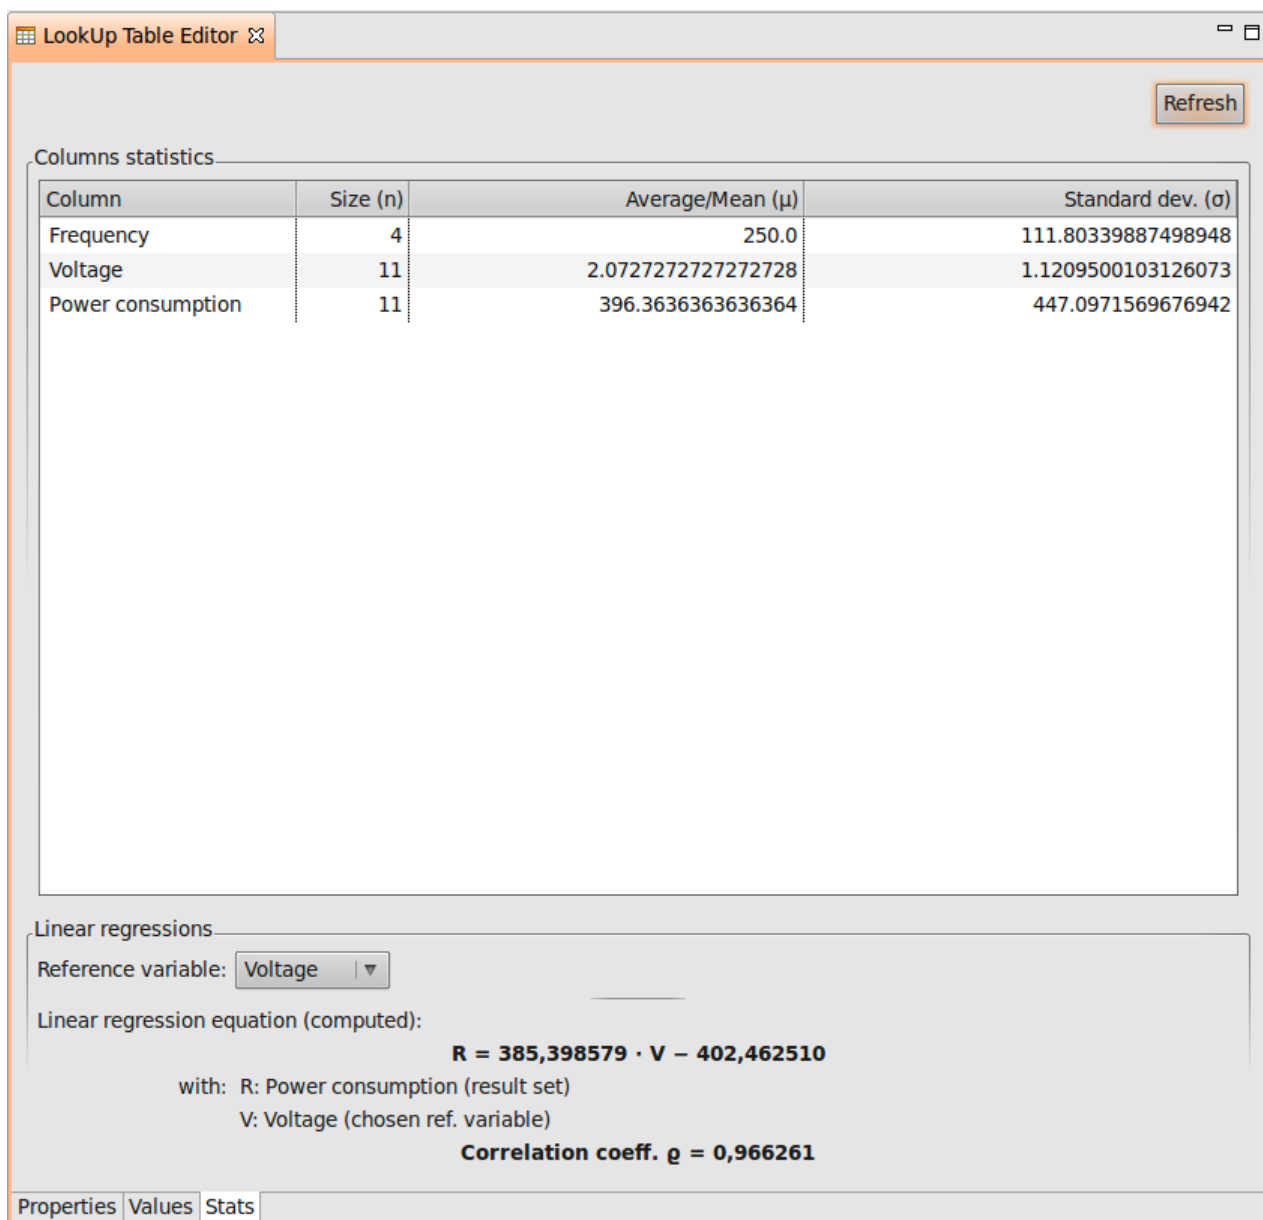 LookUp Table Editor
Refresh
Columns statistics
Column Size (n) Average/Mean (μ) Standard dev. (σ)
Frequency 4 250.0 111.80339887498948
Voltage 11 2.0727272727272728 1.1209500103126073
Power consumption 11 396.3636363636364 447.0971569676942
Linear regressions
Reference variable: Voltage
Linear regression equation (computed):
R = 385,398579 · V − 402,462510
with: R: Power consumption (result set)
V: Voltage (chosen ref. variable)
Correlation coeff. ϱ = 0,966261
Properties Values Stats